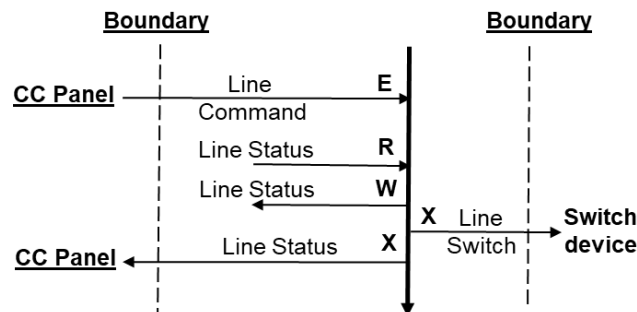 Boundary Boundary
CC Panel Line E
Command
Line Status R
Line Status W
X Line Switch
Switch device
CC Panel Line Status X